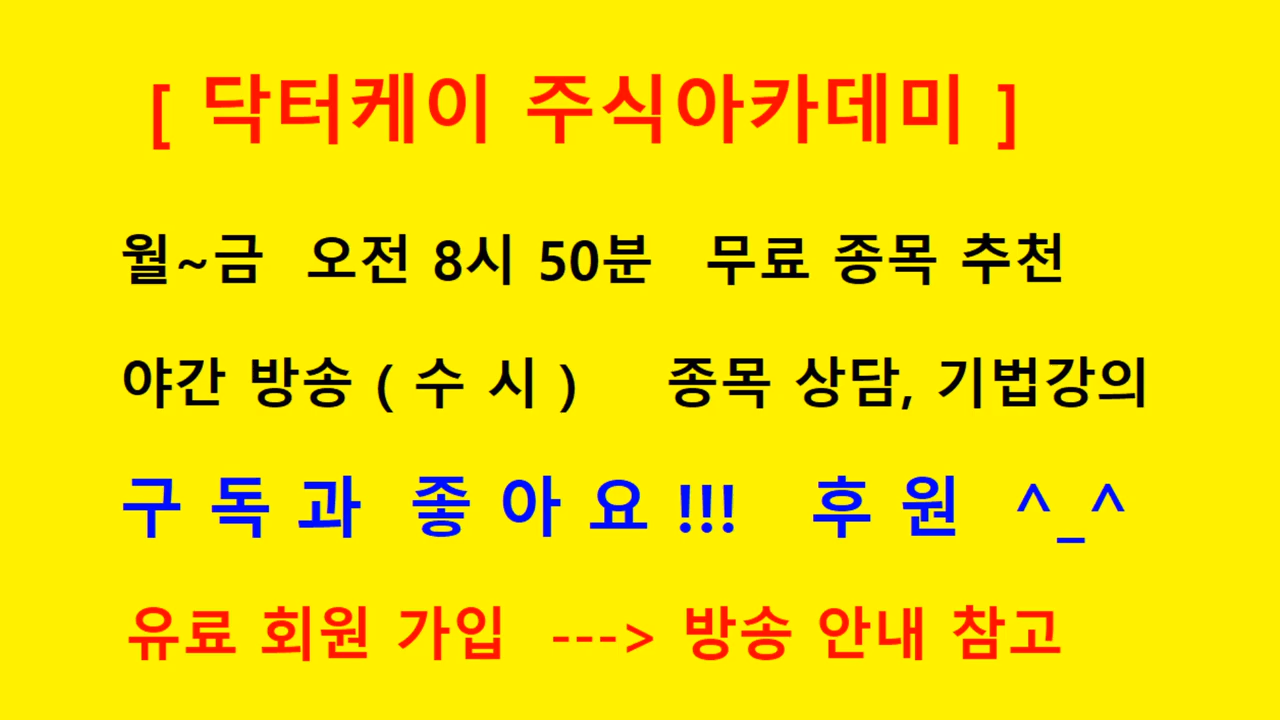 [ 닥터케이 주식아카데미 ]
월~금 오전 8시 50분 무료 종목 추천
야간 방송 ( 수 시 ) 종목 상담, 기법강의
구 독 과 좋 아 요 !!! 후 원 ^_^
유료 회원 가입 ---> 방송 안내 참고